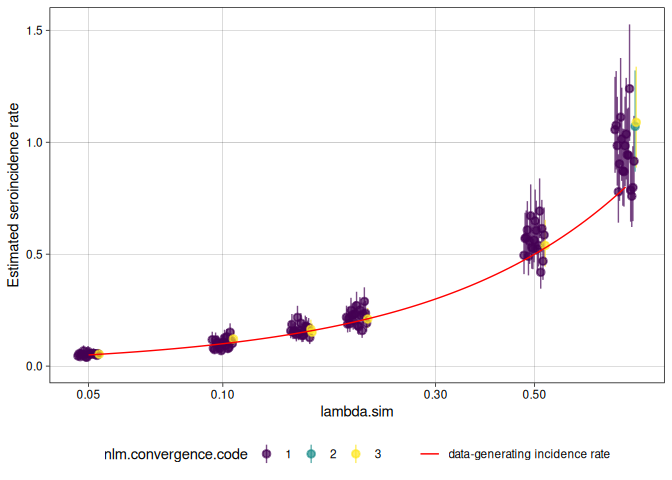 1.5
1.0
0.5
0.0
Estimated seroincidence rate
0.05 0.10 0.30 0.50
lambda.sim
nlm.convergence.code 1 2 3 data-generating incidence rate